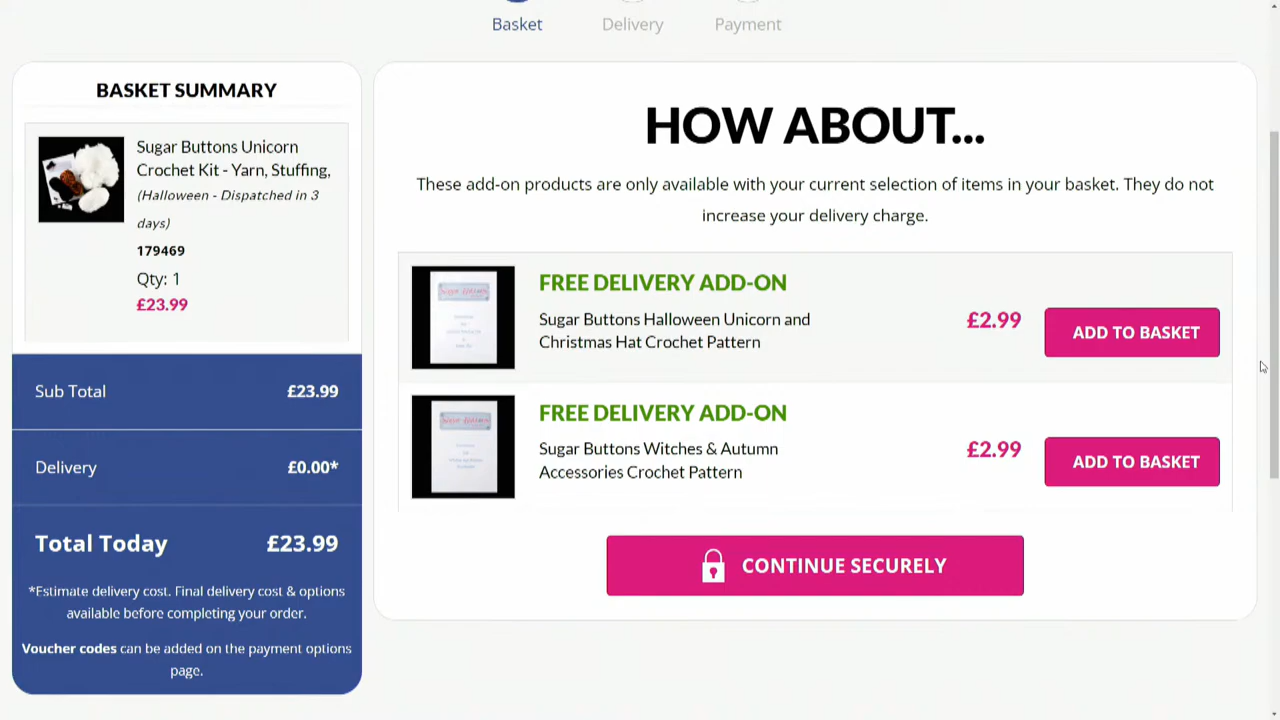 Basket
Delivery
Payment
BASKET SUMMARY
Sugar Buttons Unicorn
Crochet Kit - Yarn, Stuffing,
(Halloween - Dispatched in 3
days)
179469
Qty: 1
£23.99
Sub Total £23.99
Delivery £0.00*
Total Today £23.99
*Estimate delivery cost. Final delivery cost & options
available before completing your order.
Voucher codes can be added on the payment options
page.
HOW ABOUT...
These add-on products are only available with your current selection of items in your basket. They do not
increase your delivery charge.
FREE DELIVERY ADD-ON
Sugar Buttons Halloween Unicorn and
Christmas Hat Crochet Pattern
£2.99
ADD TO BASKET
FREE DELIVERY ADD-ON
Sugar Buttons Witches & Autumn
Accessories Crochet Pattern
£2.99
ADD TO BASKET
CONTINUE SECURELY